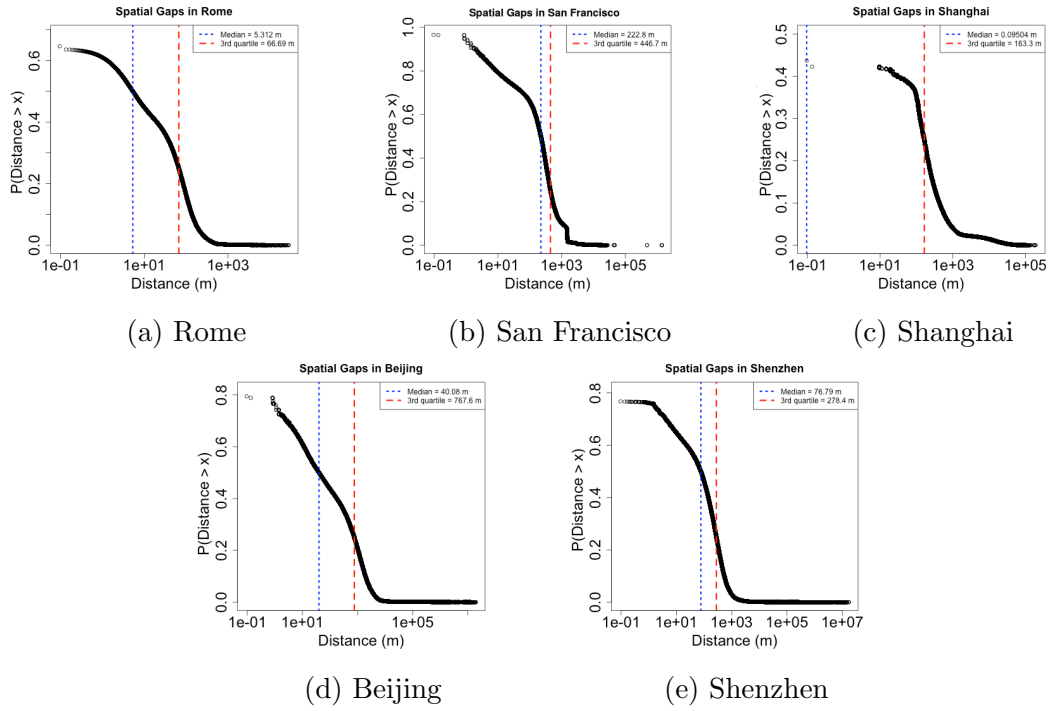 Spatial Gaps in Rome
Median = 5.312 m
3rd quartile = 66.69 m
P(Distance > x)
0.6
0.4
0.2
0.0
1e-01 1e+01 1e+03
Distance (m)
(a) Rome
Spatial Gaps in San Francisco
Median = 222.8 m
3rd quartile = 446.7 m
P(Distance > x)
1.0
0.8
0.6
0.4
0.2
0.0
1e-01 1e+01 1e+03 1e+05
Distance (m)
(b) San Francisco
Spatial Gaps in Shanghai
Median = 0.09504 m
3rd quartile = 163.3 m
P(Distance > x)
0.5
0.4
0.3
0.2
0.1
0.0
1e-01 1e+01 1e+03 1e+05
Distance (m)
(c) Shanghai
Spatial Gaps in Beijing
Median = 40.08 m
3rd quartile = 767.6 m
P(Distance > x)
0.8
0.6
0.4
0.2
0.0
1e-01 1e+01 1e+05
Distance (m)
(d) Beijing
Spatial Gaps in Shenzhen
Median = 76.79 m
3rd quartile = 278.4 m
P(Distance > x)
0.8
0.6
0.4
0.2
0.0
1e-01 1e+01 1e+03 1e+05 1e+07
Distance (m)
(e) Shenzhen